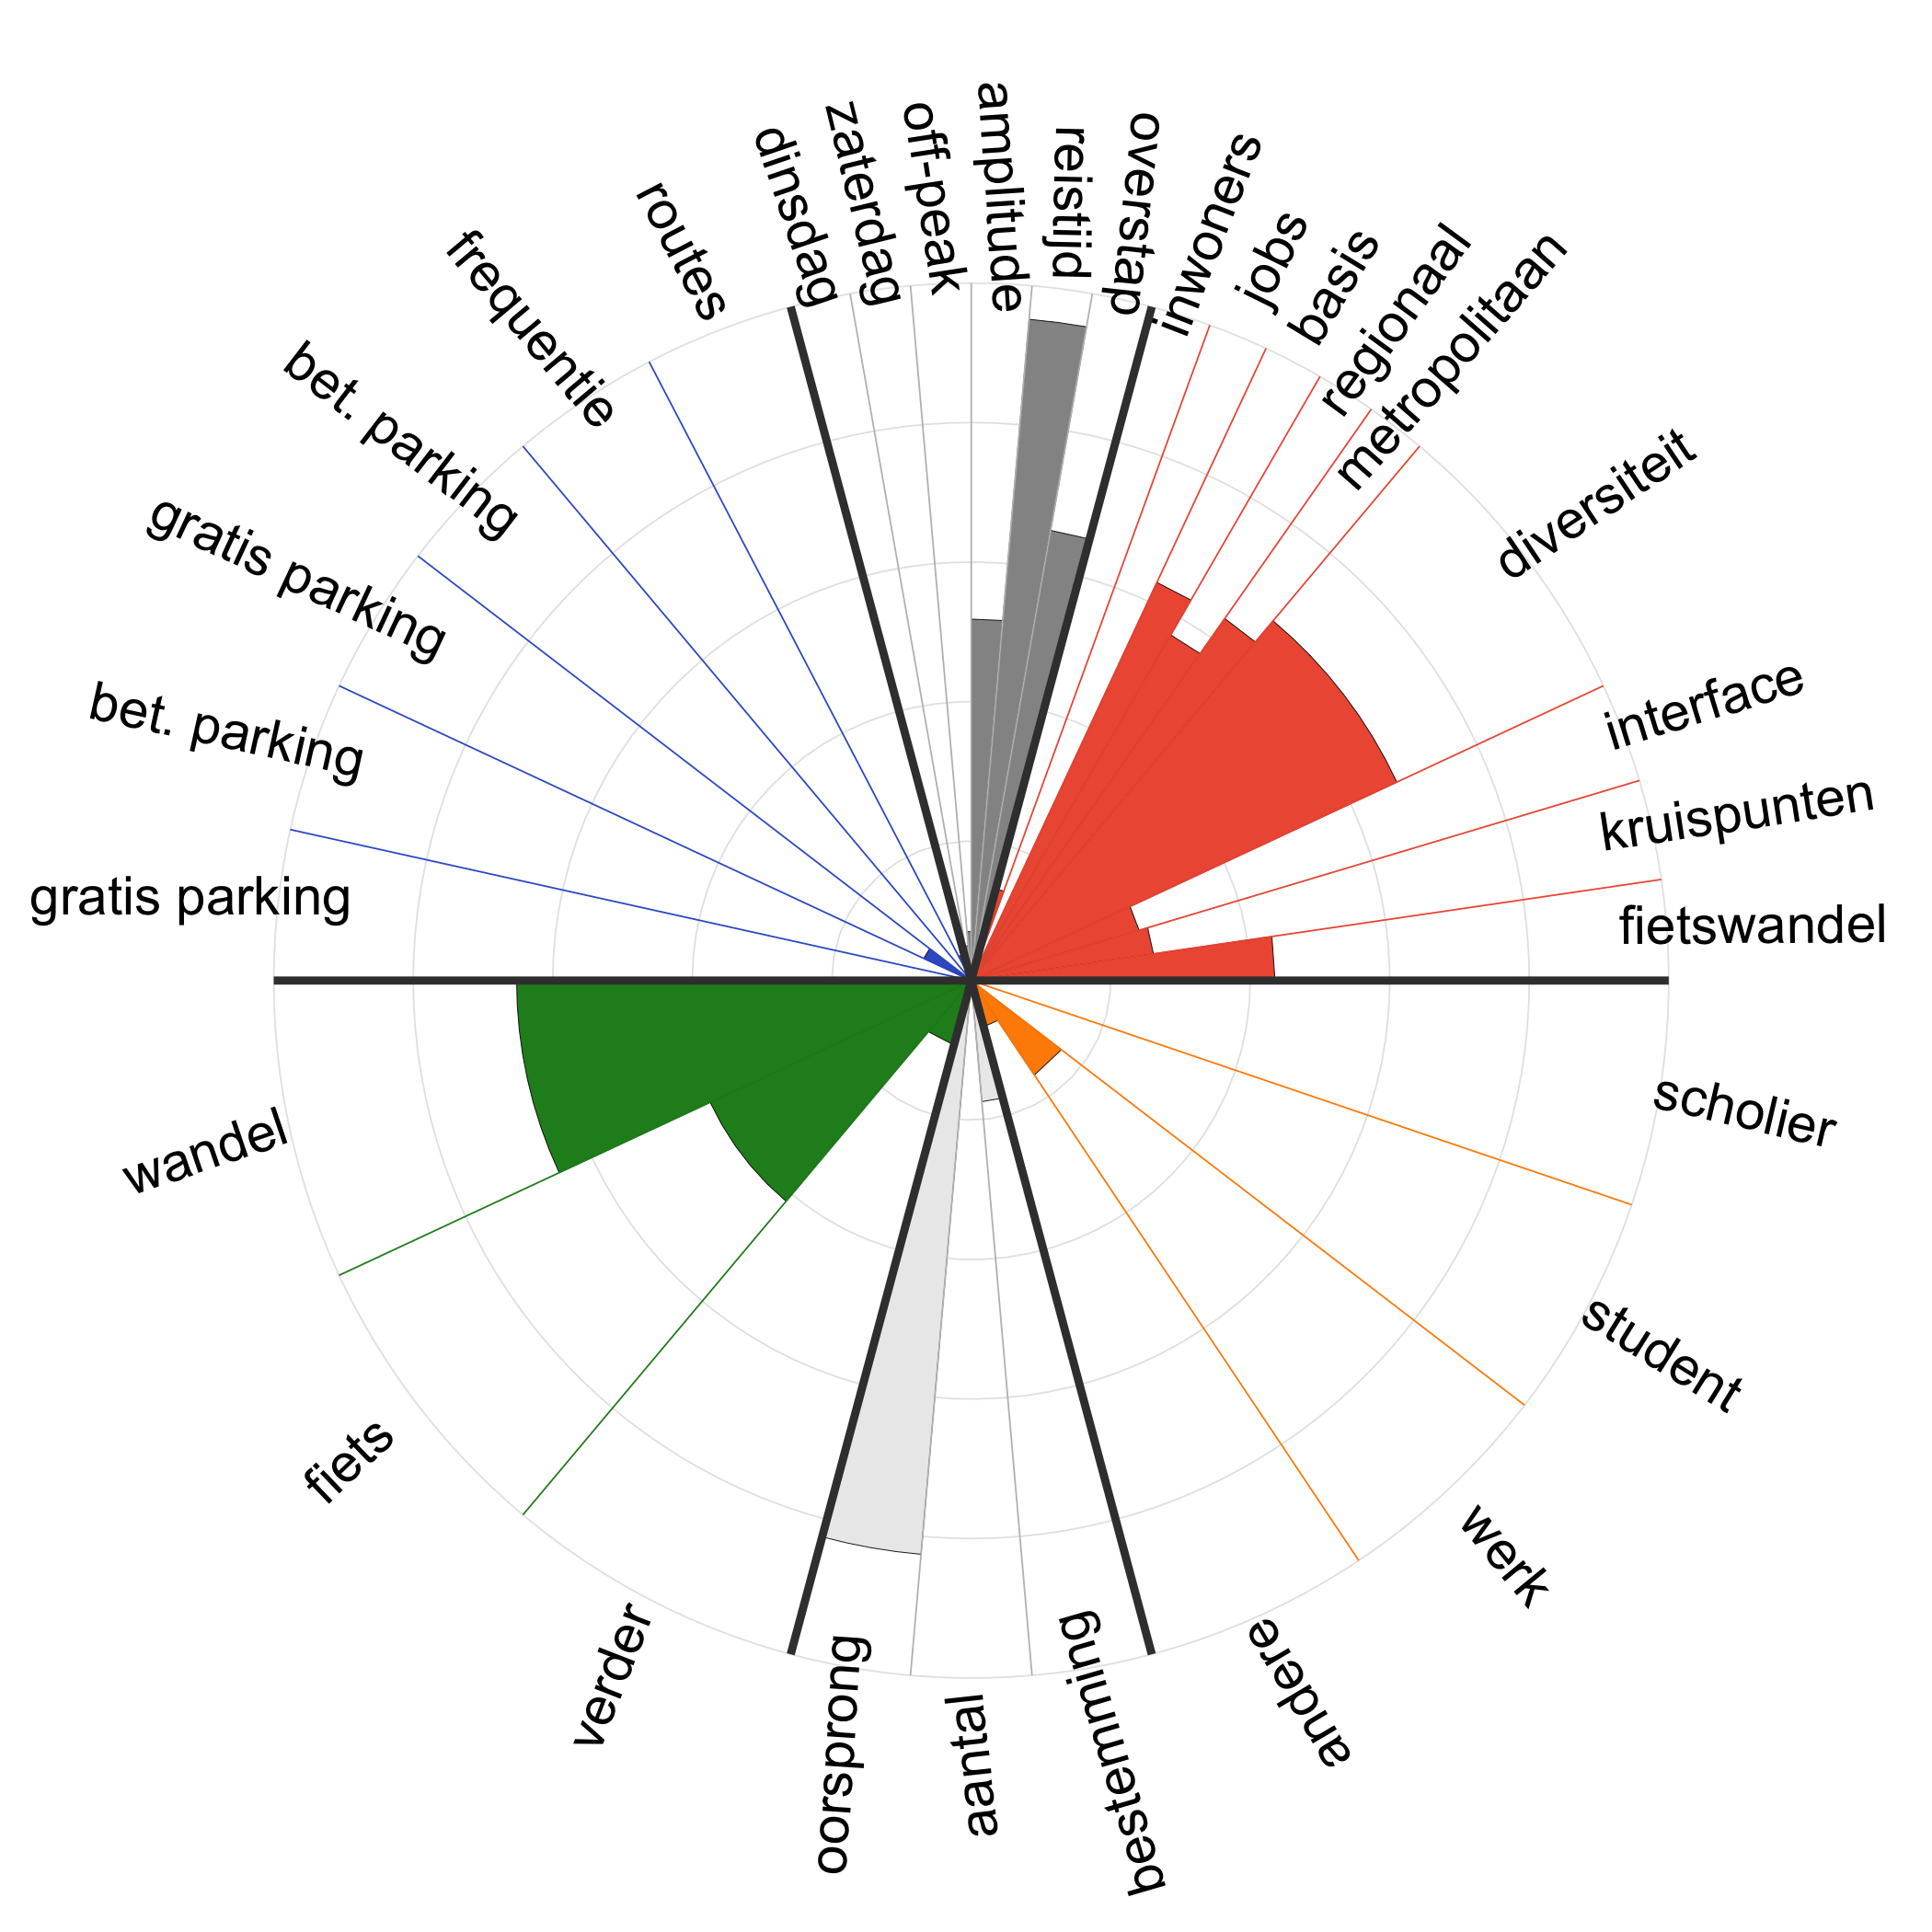 dinsdag
zaterdag
off-peak
amplitude
reistijd
overstap
inwoners
jobs
basis
regionaal
metropolitaan
diversiteit
interface
kruispunten
fietswandel
scholier
student
werk
andere
bestemming
aantal
oorsprong
verder
fiets
wandel
gratis parking
bet. parking
gratis parking
bet. parking
frequentie
routes